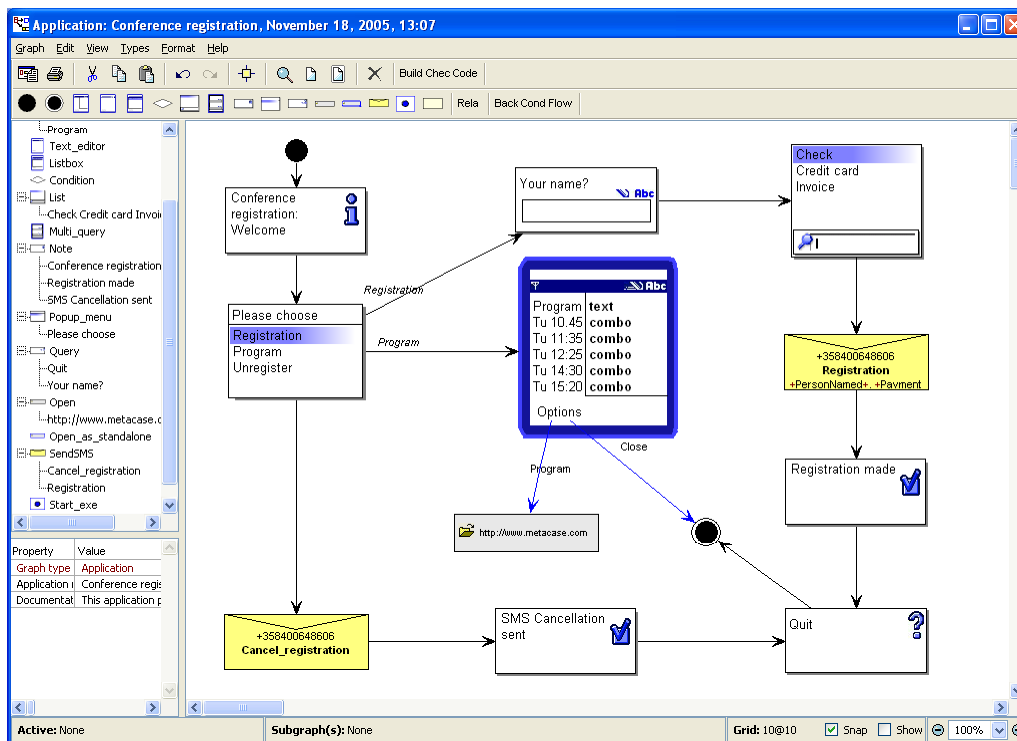 Application: Conference registration, November 18, 2005, 13:07
Graph Edit View Types Format Help
Build Chec Code
Rela Back Cond Flow
Program
Text_editor
Listbox
Condition
List
Check Credit card Invoi
Multi_query
Note
Conference registration
Registration made
SMS Cancellation sent
Popup_menu
Please choose
Query
Quit
Your name?
Open
http://www.metacase.c
Open_as_standalone
SendSMS
Cancel_registration
Registration
Start_exe
Property Value
Graph type Application
Application Conference regis
Documentat This application p
Conference
registration:
Welcome
Please choose
Registration
Program
Unregister
Registration
Program
Your name?
Abc
Abc
Program text
Tu 10.45 combo
Tu 11:35 combo
Tu 12:25 combo
Tu 14:30 combo
Tu 15:20 combo
Options
Close
Program
http://www.metacase.com
Check
Credit card
Invoice
+358400648606
Registration
+PersonNamed+. +Payment
Registration made
Quit
?
SMS Cancellation
sent
+358400648606
Cancel_registration
Active: None
Subgraph(s): None
Grid: 10@10
Snap
Show
100%